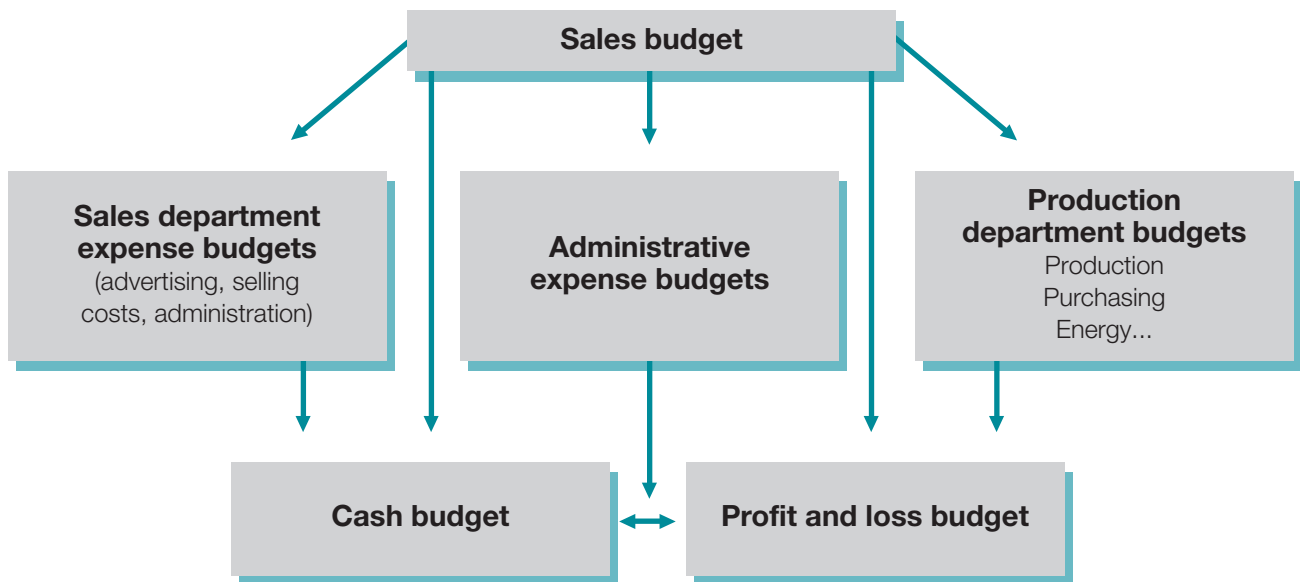 Sales budget
Sales department
expense budgets
(advertising, selling
costs, administration)
Administrative
expense budgets
Production
department budgets
Production
Purchasing
Energy...
Cash budget
Profit and loss budget